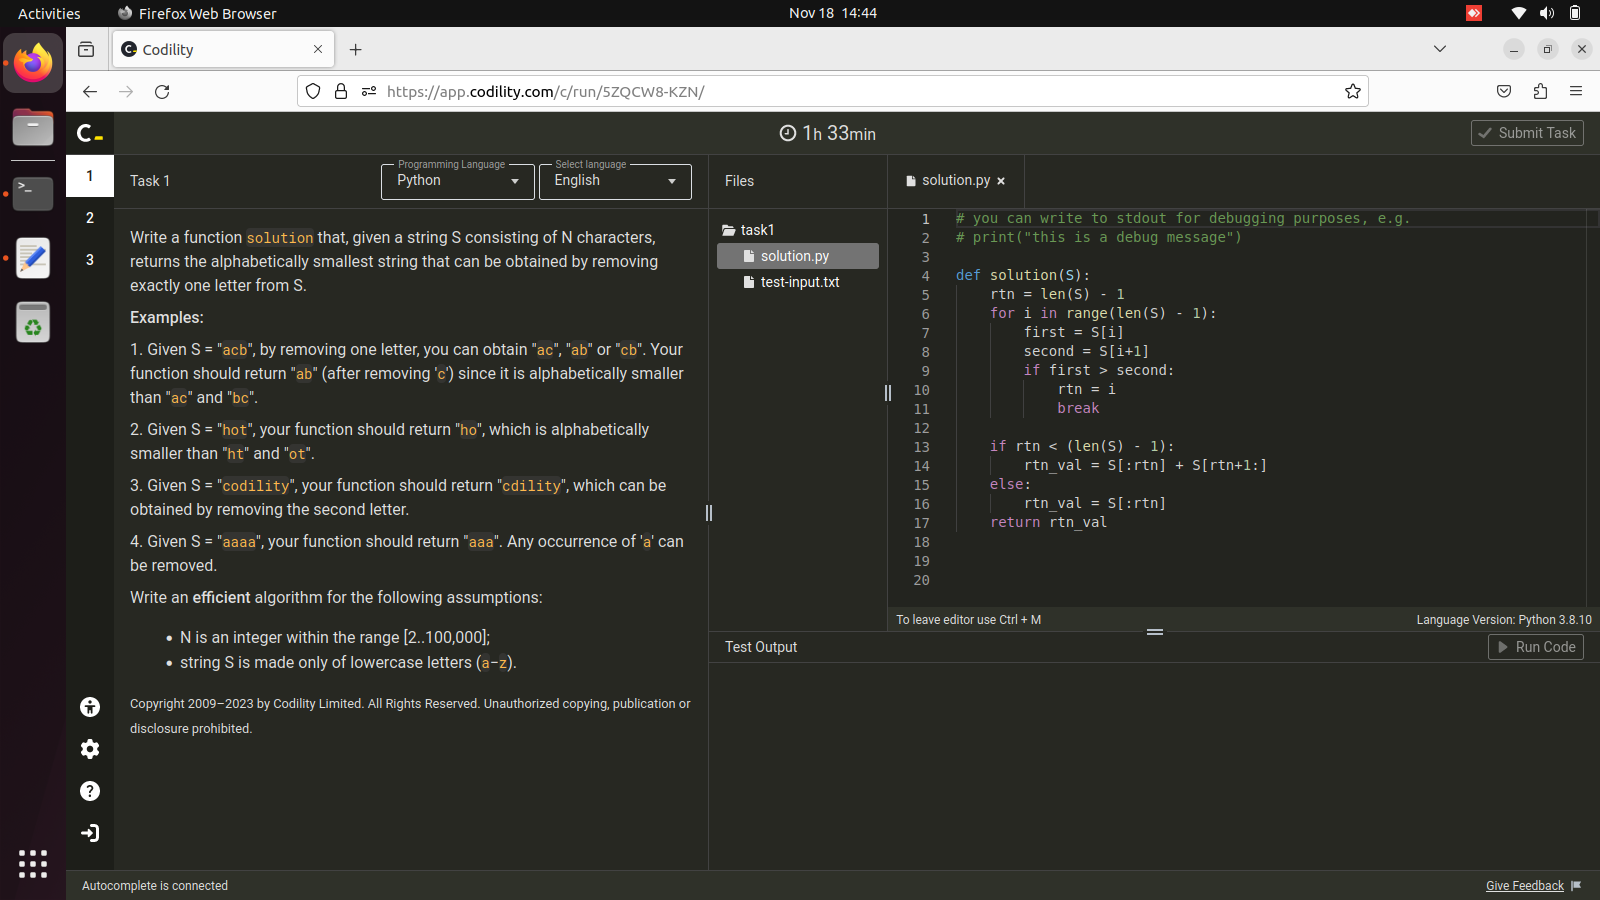 Activities
Firefox Web Browser
Nov 18 14:44
Codility
https://app.codility.com/c/run/5ZQCW8-KZN/
C
1h 33min
Submit Task
1
2
3
Task 1
Programming Language
Python
Select language
English
Write a function solution that, given a string S consisting of N characters,
returns the alphabetically smallest string that can be obtained by removing
exactly one letter from S.
Examples:
1. Given S = "acb", by removing one letter, you can obtain "ac", "ab" or "cb". Your
function should return "ab" (after removing 'c') since it is alphabetically smaller
than "ac" and "bc".
2. Given S = "hot", your function should return "ho", which is alphabetically
smaller than "ht" and "ot".
3. Given S = "codility", your function should return "cdility", which can be
obtained by removing the second letter.
4. Given S = "aaaa", your function should return "aaa". Any occurrence of 'a' can
be removed.
Write an efficient algorithm for the following assumptions:
• N is an integer within the range [2..100,000];
• string S is made only of lowercase letters (a-z).
Copyright 2009–2023 by Codility Limited. All Rights Reserved. Unauthorized copying, publication or
disclosure prohibited.
Files
task1
solution.py
test-input.txt
solution.py
1 # you can write to stdout for debugging purposes, e.g.
2 # print("this is a debug message")
3
4 def solution(S):
5 rtn = len(S) - 1
6 for i in range(len(S) - 1):
7 first = S[i]
8 second = S[i+1]
9 if first > second:
10 rtn = i
11 break
12
13 if rtn < (len(S) - 1):
14 rtn_val = S[:rtn] + S[rtn+1:]
15 else:
16 rtn_val = S[:rtn]
17 return rtn_val
18
19
20
To leave editor use Ctrl + M
Language Version: Python 3.8.10
Test Output
Run Code
Autocomplete is connected
Give Feedback